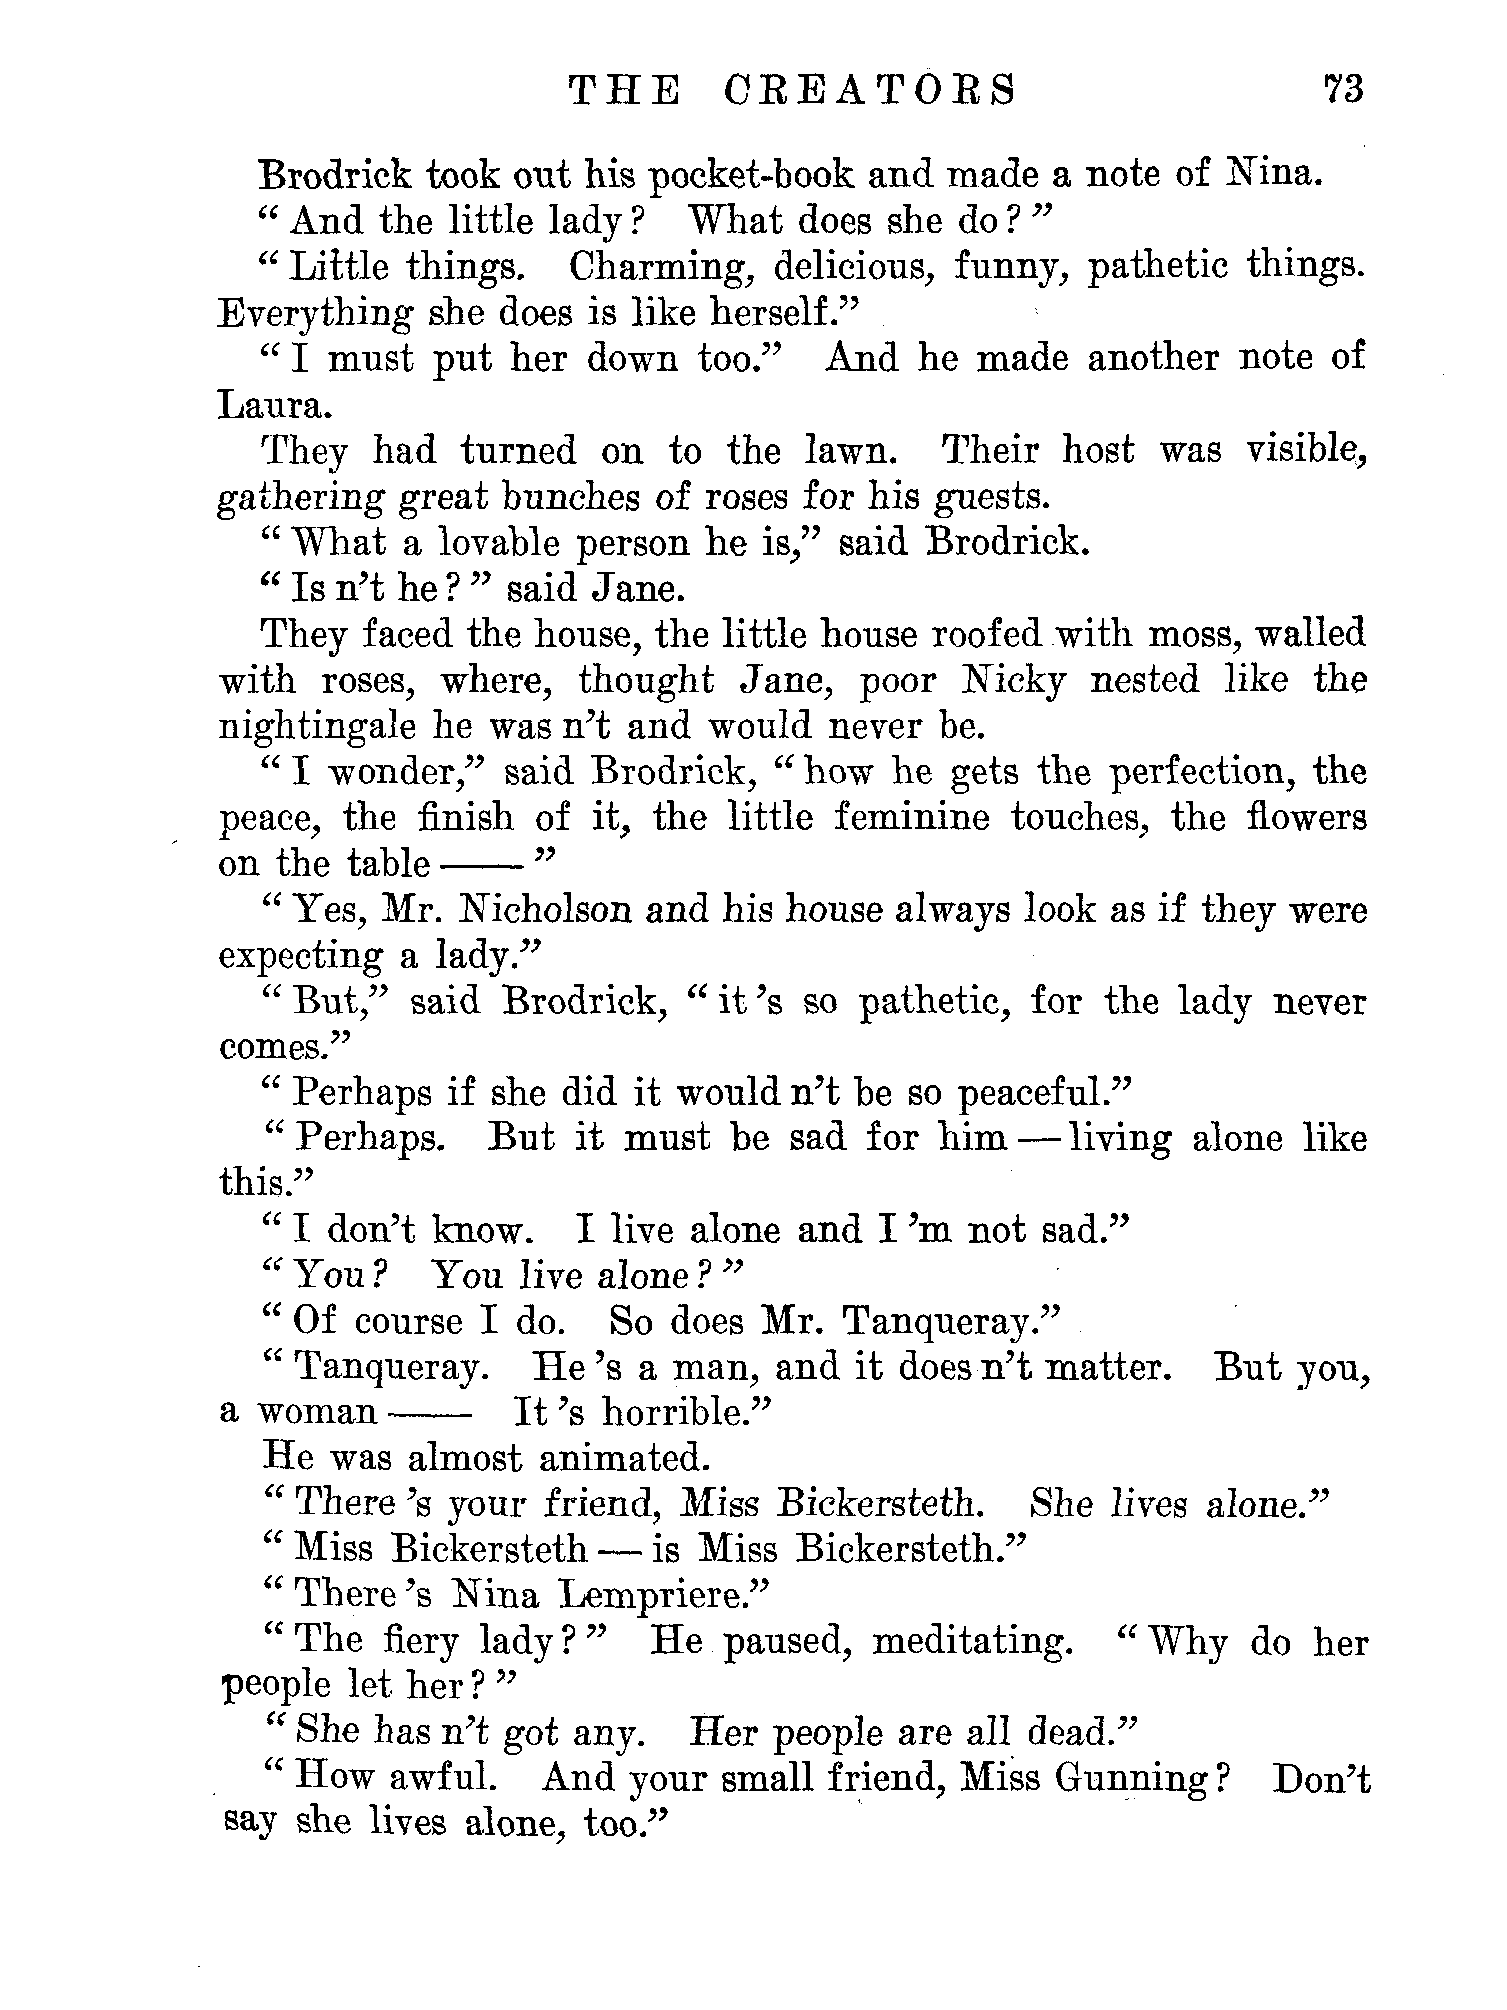 THE CREATORS 73
Brodrick took out his pocket-book and made a note of Nina.
“And the little lady? What does she do?”
“Little things. Charming, delicious, funny, pathetic things.
Everything she does is like herself.”
“I must put her down too.” And he made another note of
Laura.
They had turned on to the lawn. Their host was visible,
gathering great bunches of roses for his guests.
“What a lovable person he is,” said Brodrick.
“Is n’t he?” said Jane.
They faced the house, the little house roofed with moss, walled
with roses, where, thought Jane, poor Nicky nested like the
nightingale he was n’t and would never be.
“I wonder,” said Brodrick, “how he gets the perfection, the
peace, the finish of it, the little feminine touches, the flowers
on the table ——”
“Yes, Mr. Nicholson and his house always look as if they were
expecting a lady.”
“But,” said Brodrick, “it ’s so pathetic, for the lady never
comes.”
“Perhaps if she did it would n’t be so peaceful.”
“Perhaps. But it must be sad for him — living alone like
this.”
“I don’t know. I live alone and I ’m not sad.”
“You? You live alone?”
“Of course I do. So does Mr. Tanqueray.”
“Tanqueray. He ’s a man, and it does n’t matter. But you,
a woman —— It ’s horrible.”
He was almost animated.
“There ’s your friend, Miss Bickersteth. She lives alone.”
“Miss Bickersteth — is Miss Bickersteth.”
“There ’s Nina Lempriere.”
“The fiery lady?” He paused, meditating. “Why do her
people let her?”
“She has n’t got any. Her people are all dead.”
“How awful. And your small friend, Miss Gunning? Don’t
say she lives alone, too.”